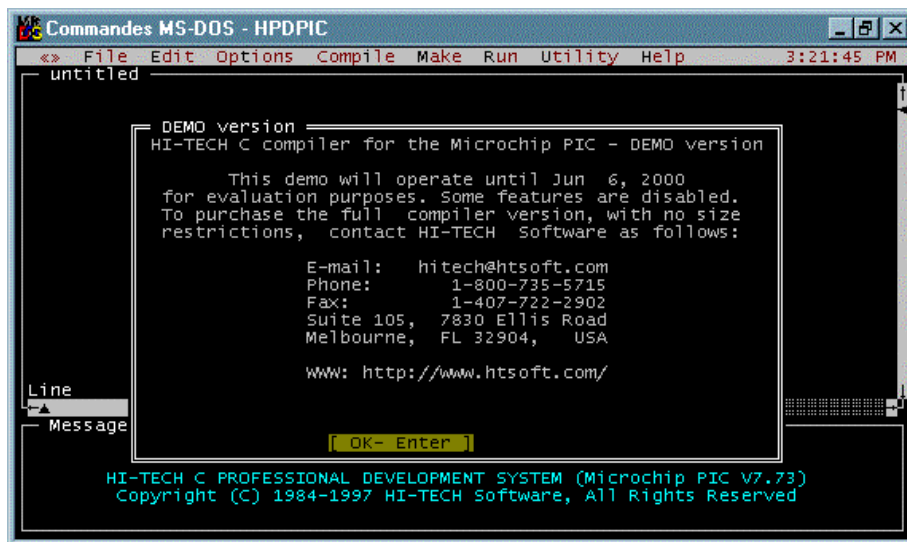 Commandes MS-DOS - HPDPIC
«» File Edit Options Compile Make Run Utility Help 3:21:45 PM
untitled
DEMO version
HI-TECH C compiler for the Microchip PIC - DEMO version
This demo will operate until Jun 6, 2000
for evaluation purposes. Some features are disabled.
To purchase the full compiler version, with no size
restrictions, contact HI-TECH Software as follows:
E-mail: hitech@htsoft.com
Phone: 1-800-735-5715
Fax: 1-407-722-2902
Suite 105, 7830 Ellis Road
Melbourne, FL 32904, USA
WWW: http://www.htsoft.com/
Line
Message
[ OK- Enter ]
HI-TECH C PROFESSIONAL DEVELOPMENT SYSTEM (Microchip PIC V7.73)
Copyright (C) 1984-1997 HI-TECH Software, All Rights Reserved